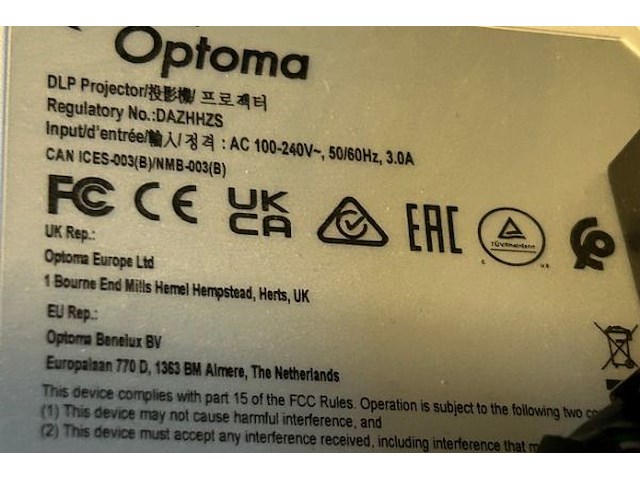 Optoma
DLP Projector/投影機/ 프로젝터
Regulatory No.:DAZHHZS
Input/d'entrée/輸入/정격 : AC 100-240V~, 50/60Hz, 3.0A
CAN ICES-003(B)/NMB-003(B)
FC CE UK CA EAC TÜVRheinland
UK Rep.:
Optoma Europe Ltd
1 Bourne End Mills Hemel Hempstead, Herts, UK
EU Rep.:
Optoma Benelux BV
Europalaan 770 D, 1363 BM Almere, The Netherlands
This device complies with part 15 of the FCC Rules. Operation is subject to the following two
(1) This device may not cause harmful interference, and
(2) This device must accept any interference received, including interference that